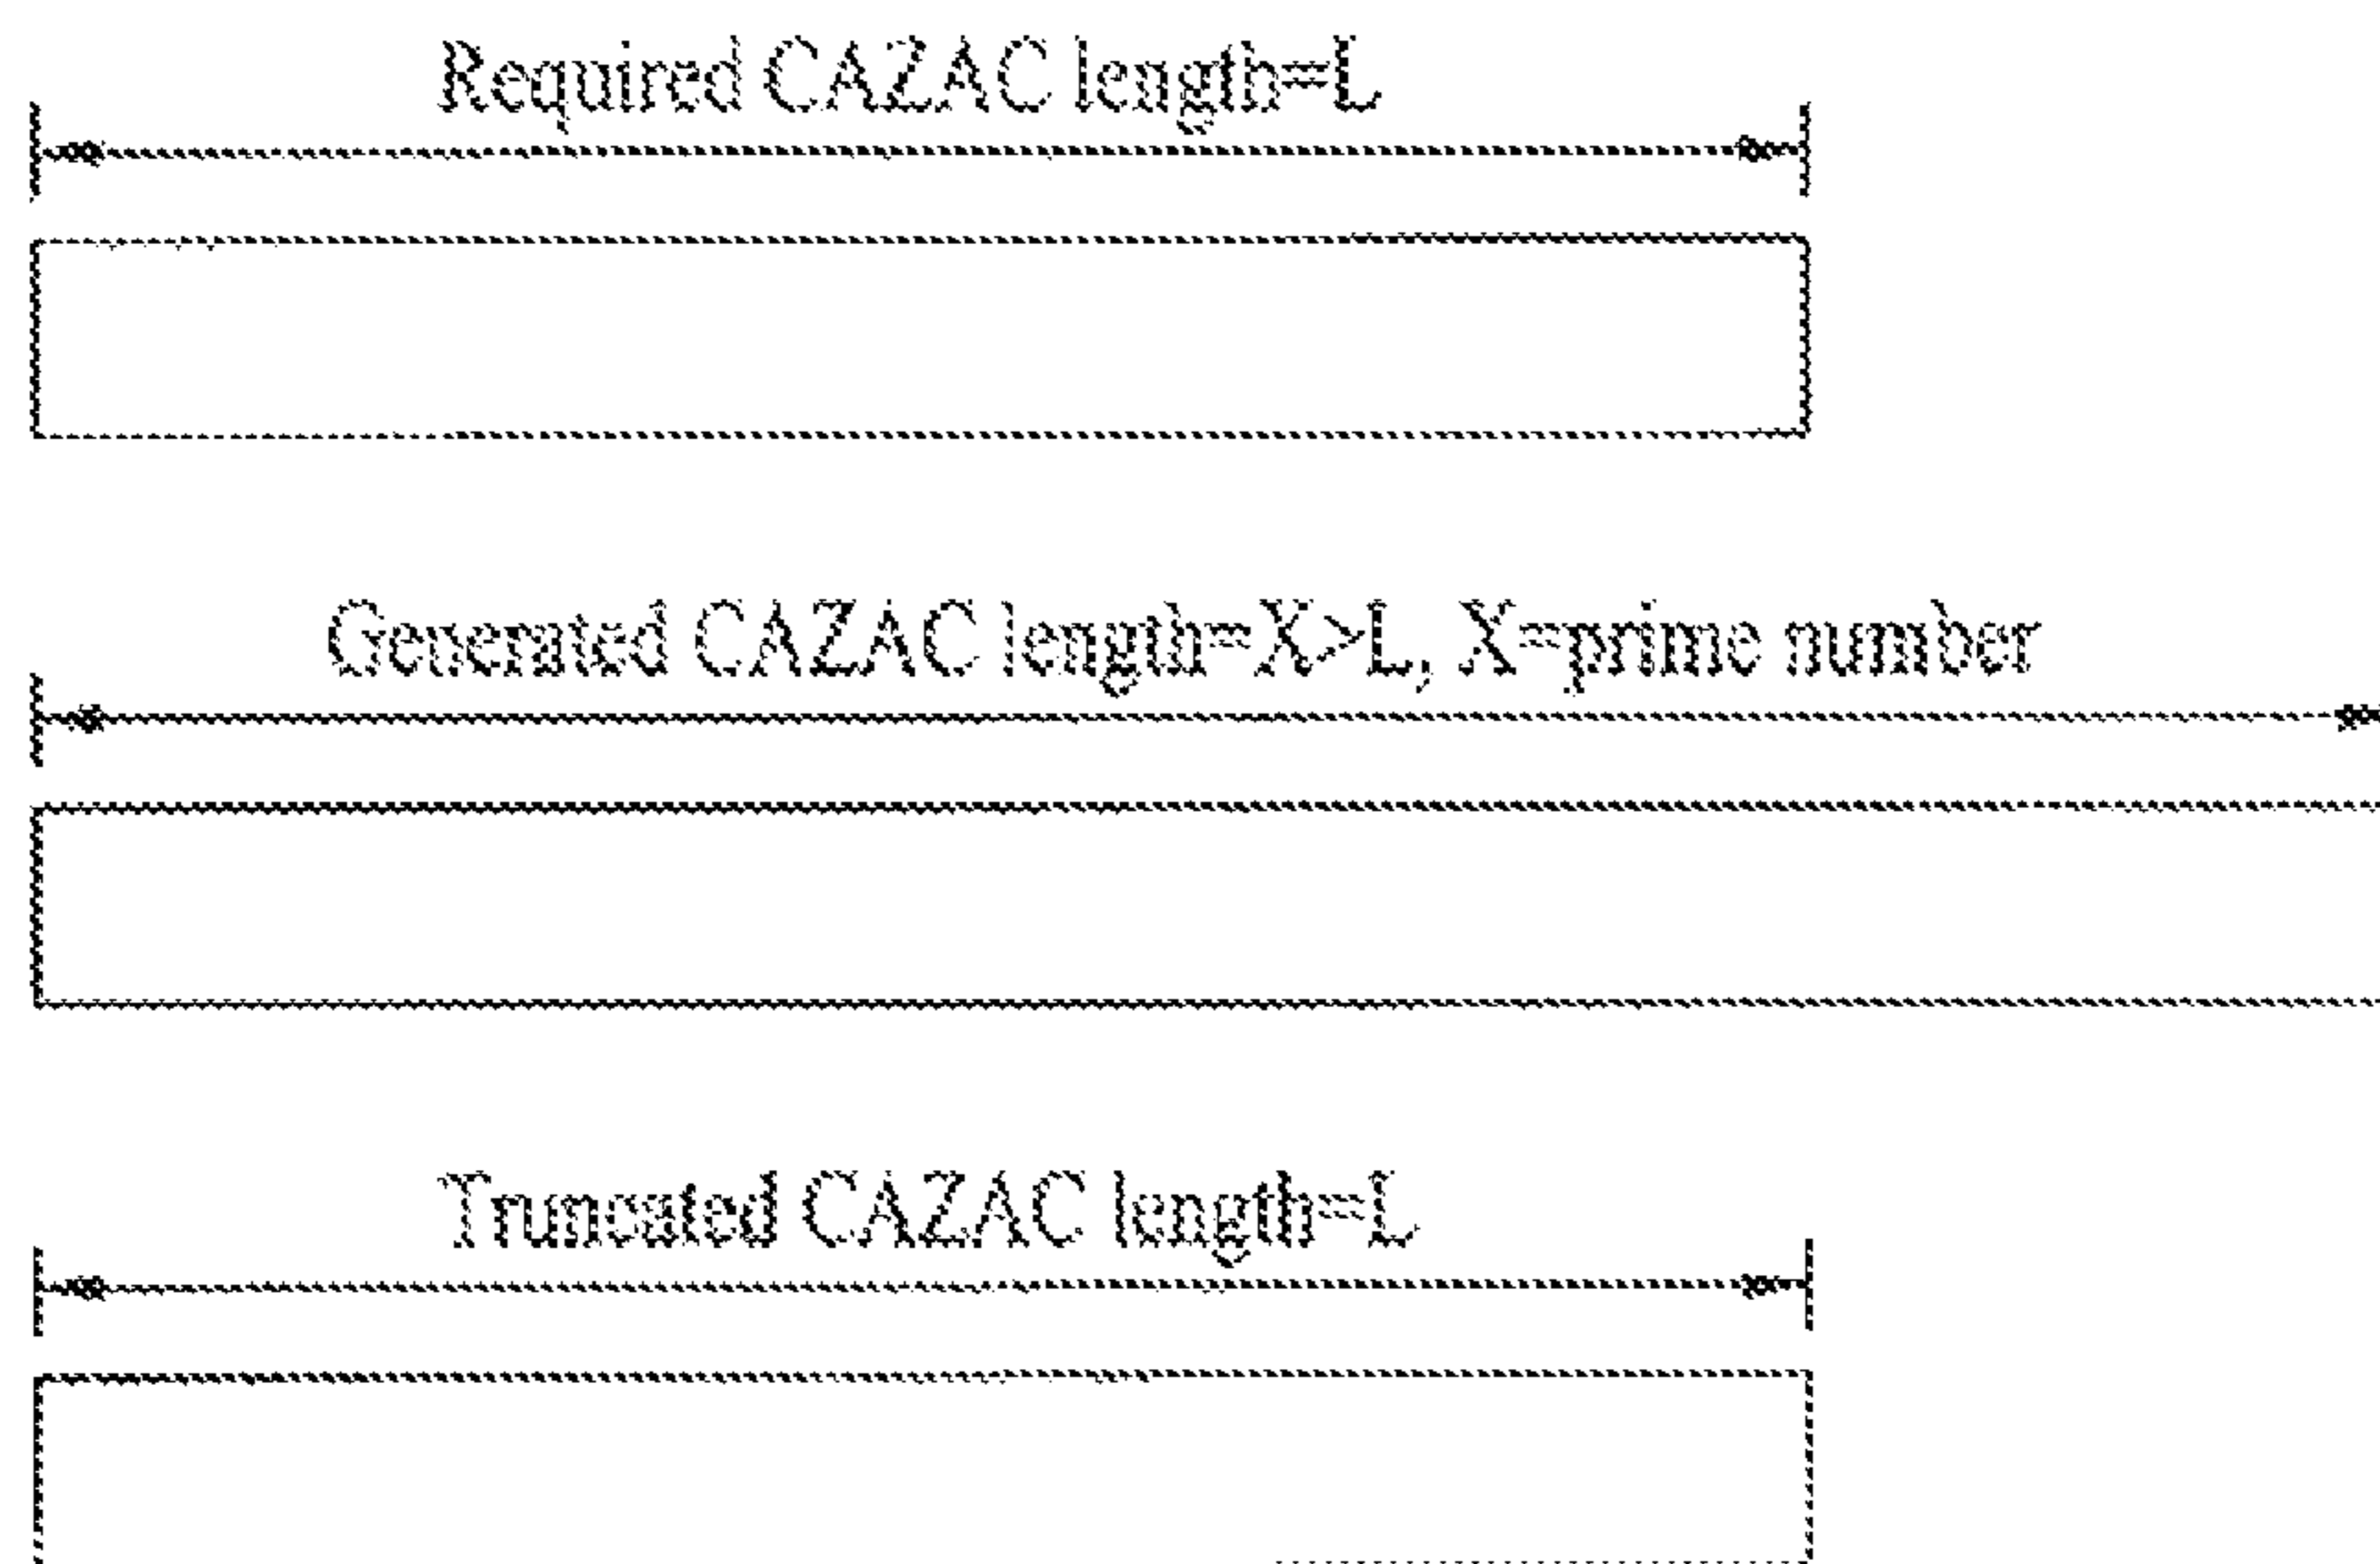 Required CAZAC length=L
Generated CAZAC length=X>L, X=prime number
Truncated CAZAC length=L